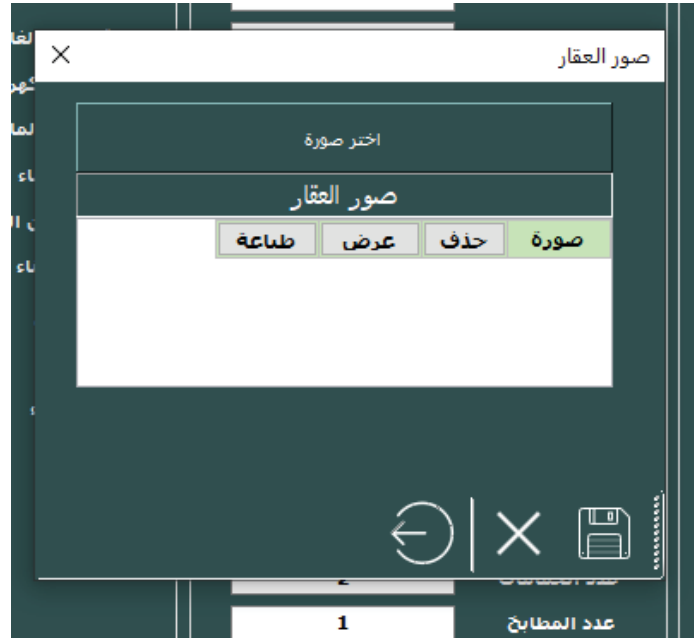 صور العقار
اختر صورة
صور العقار
صورة حذف عرض طباعة
عدد المطابخ 1